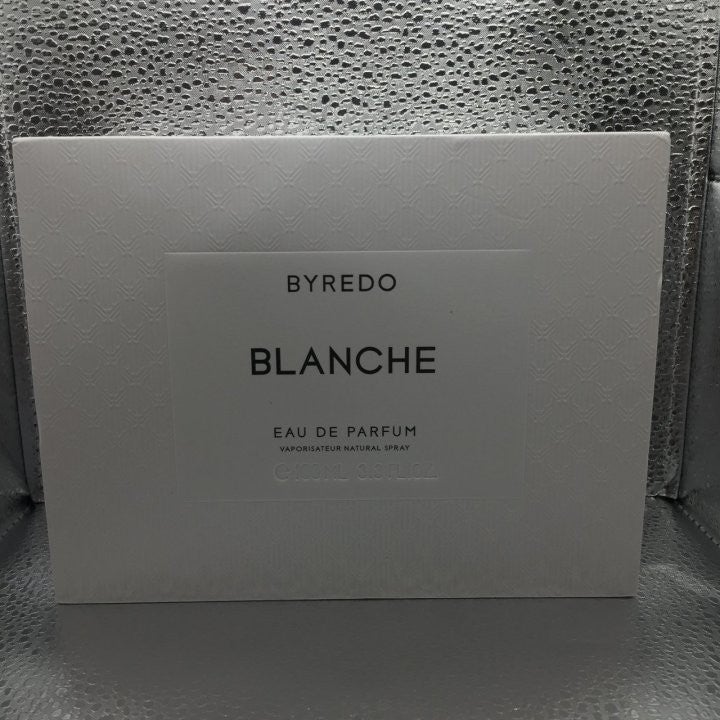 BYREDO
BLANCHE
EAU DE PARFUM
VAPORISATEUR NATURAL SPRAY